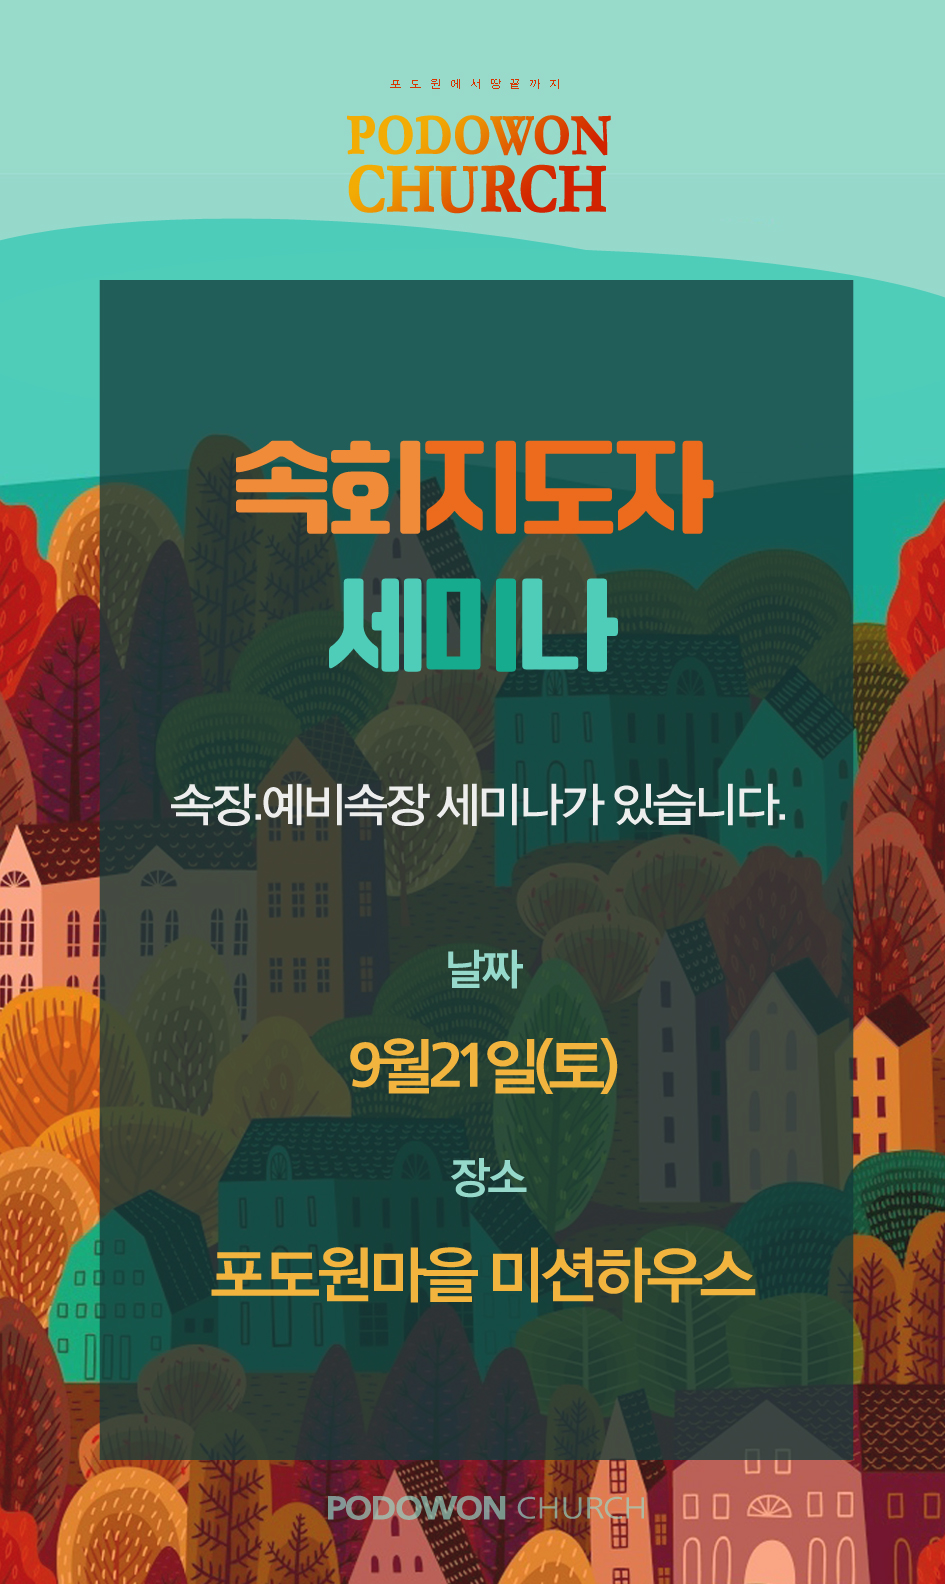 포도원에서땅끝까지
PODOWON
CHURCH
속회지도자
세미나
속장.예비속장 세미나가 있습니다.
날짜
9월21일(토)
장소
포도원마을 미션하우스
PODOWON CHURCH